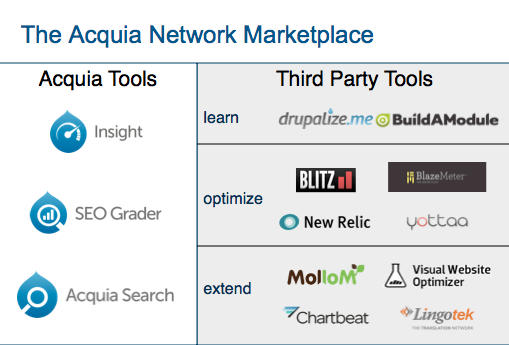 The Acquia Network Marketplace
Acquia Tools
Third Party Tools
Insight
SEO Grader
Acquia Search
learn
drupalize.me
BuildAModule
optimize
BLITZ
BlazeMeter
New Relic
yottaa
extend
MolloM
Visual Website
Optimizer
Chartbeat
Lingotek
THE TRANSLATION NETWORK